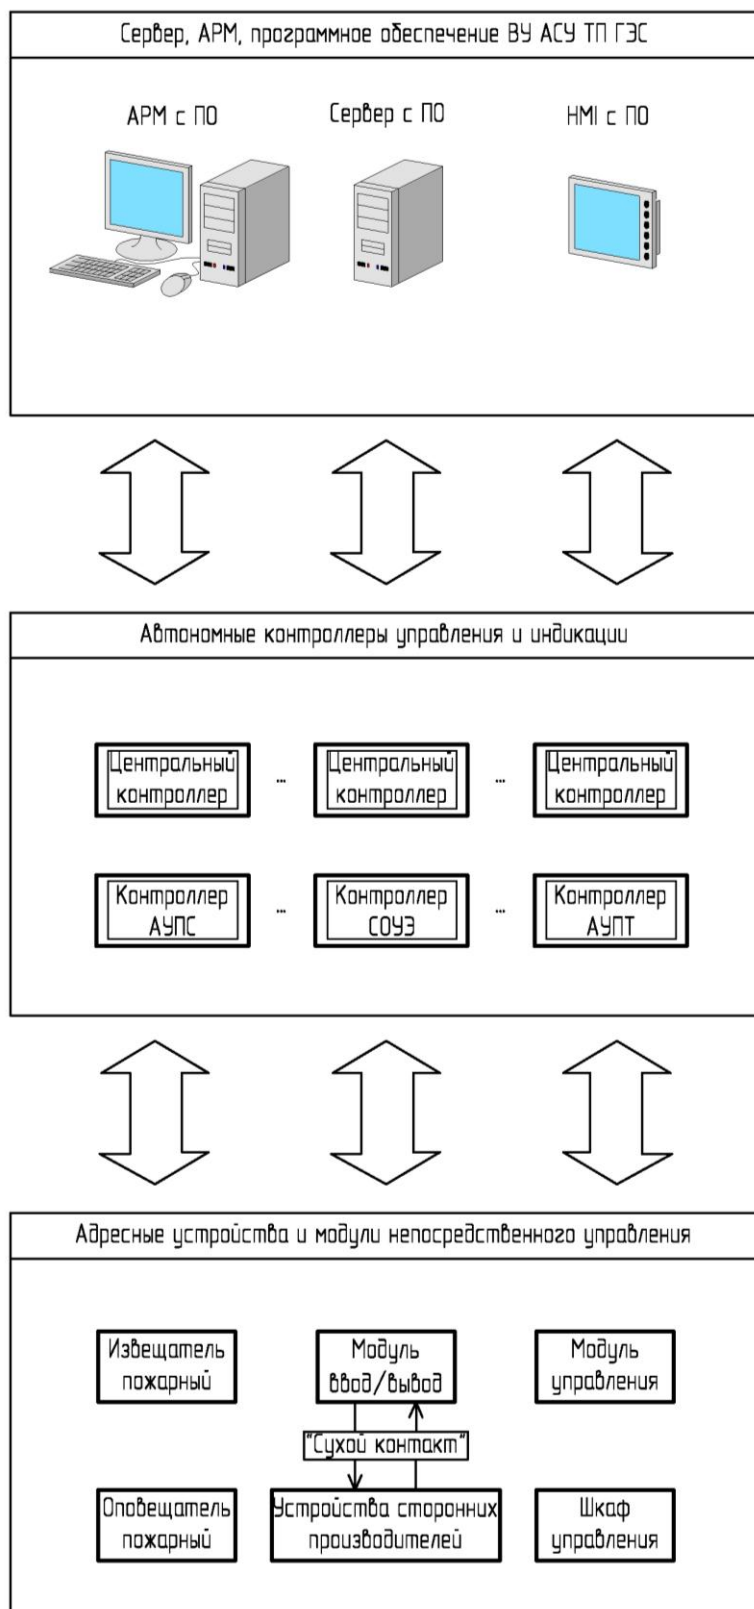 Сервер, АРМ, программное обеспечение ВУ АСУ ТП ГЭС
АРМ с ПО
Сервер с ПО
HMI с ПО
Автономные контроллеры управления и индикации
Центральный
контроллер
...
Центральный
контроллер
...
Центральный
контроллер
Контроллер
АУПС
...
Контроллер
СОУЭ
...
Контроллер
АУПТ
Адресные устройства и модули непосредственного управления
Извещатель
пожарный
Модуль
ввод/вывод
Модуль
управления
"Сухой контакт"
Оповещатель
пожарный
Устройства сторонних
производителей
Шкаф
управления